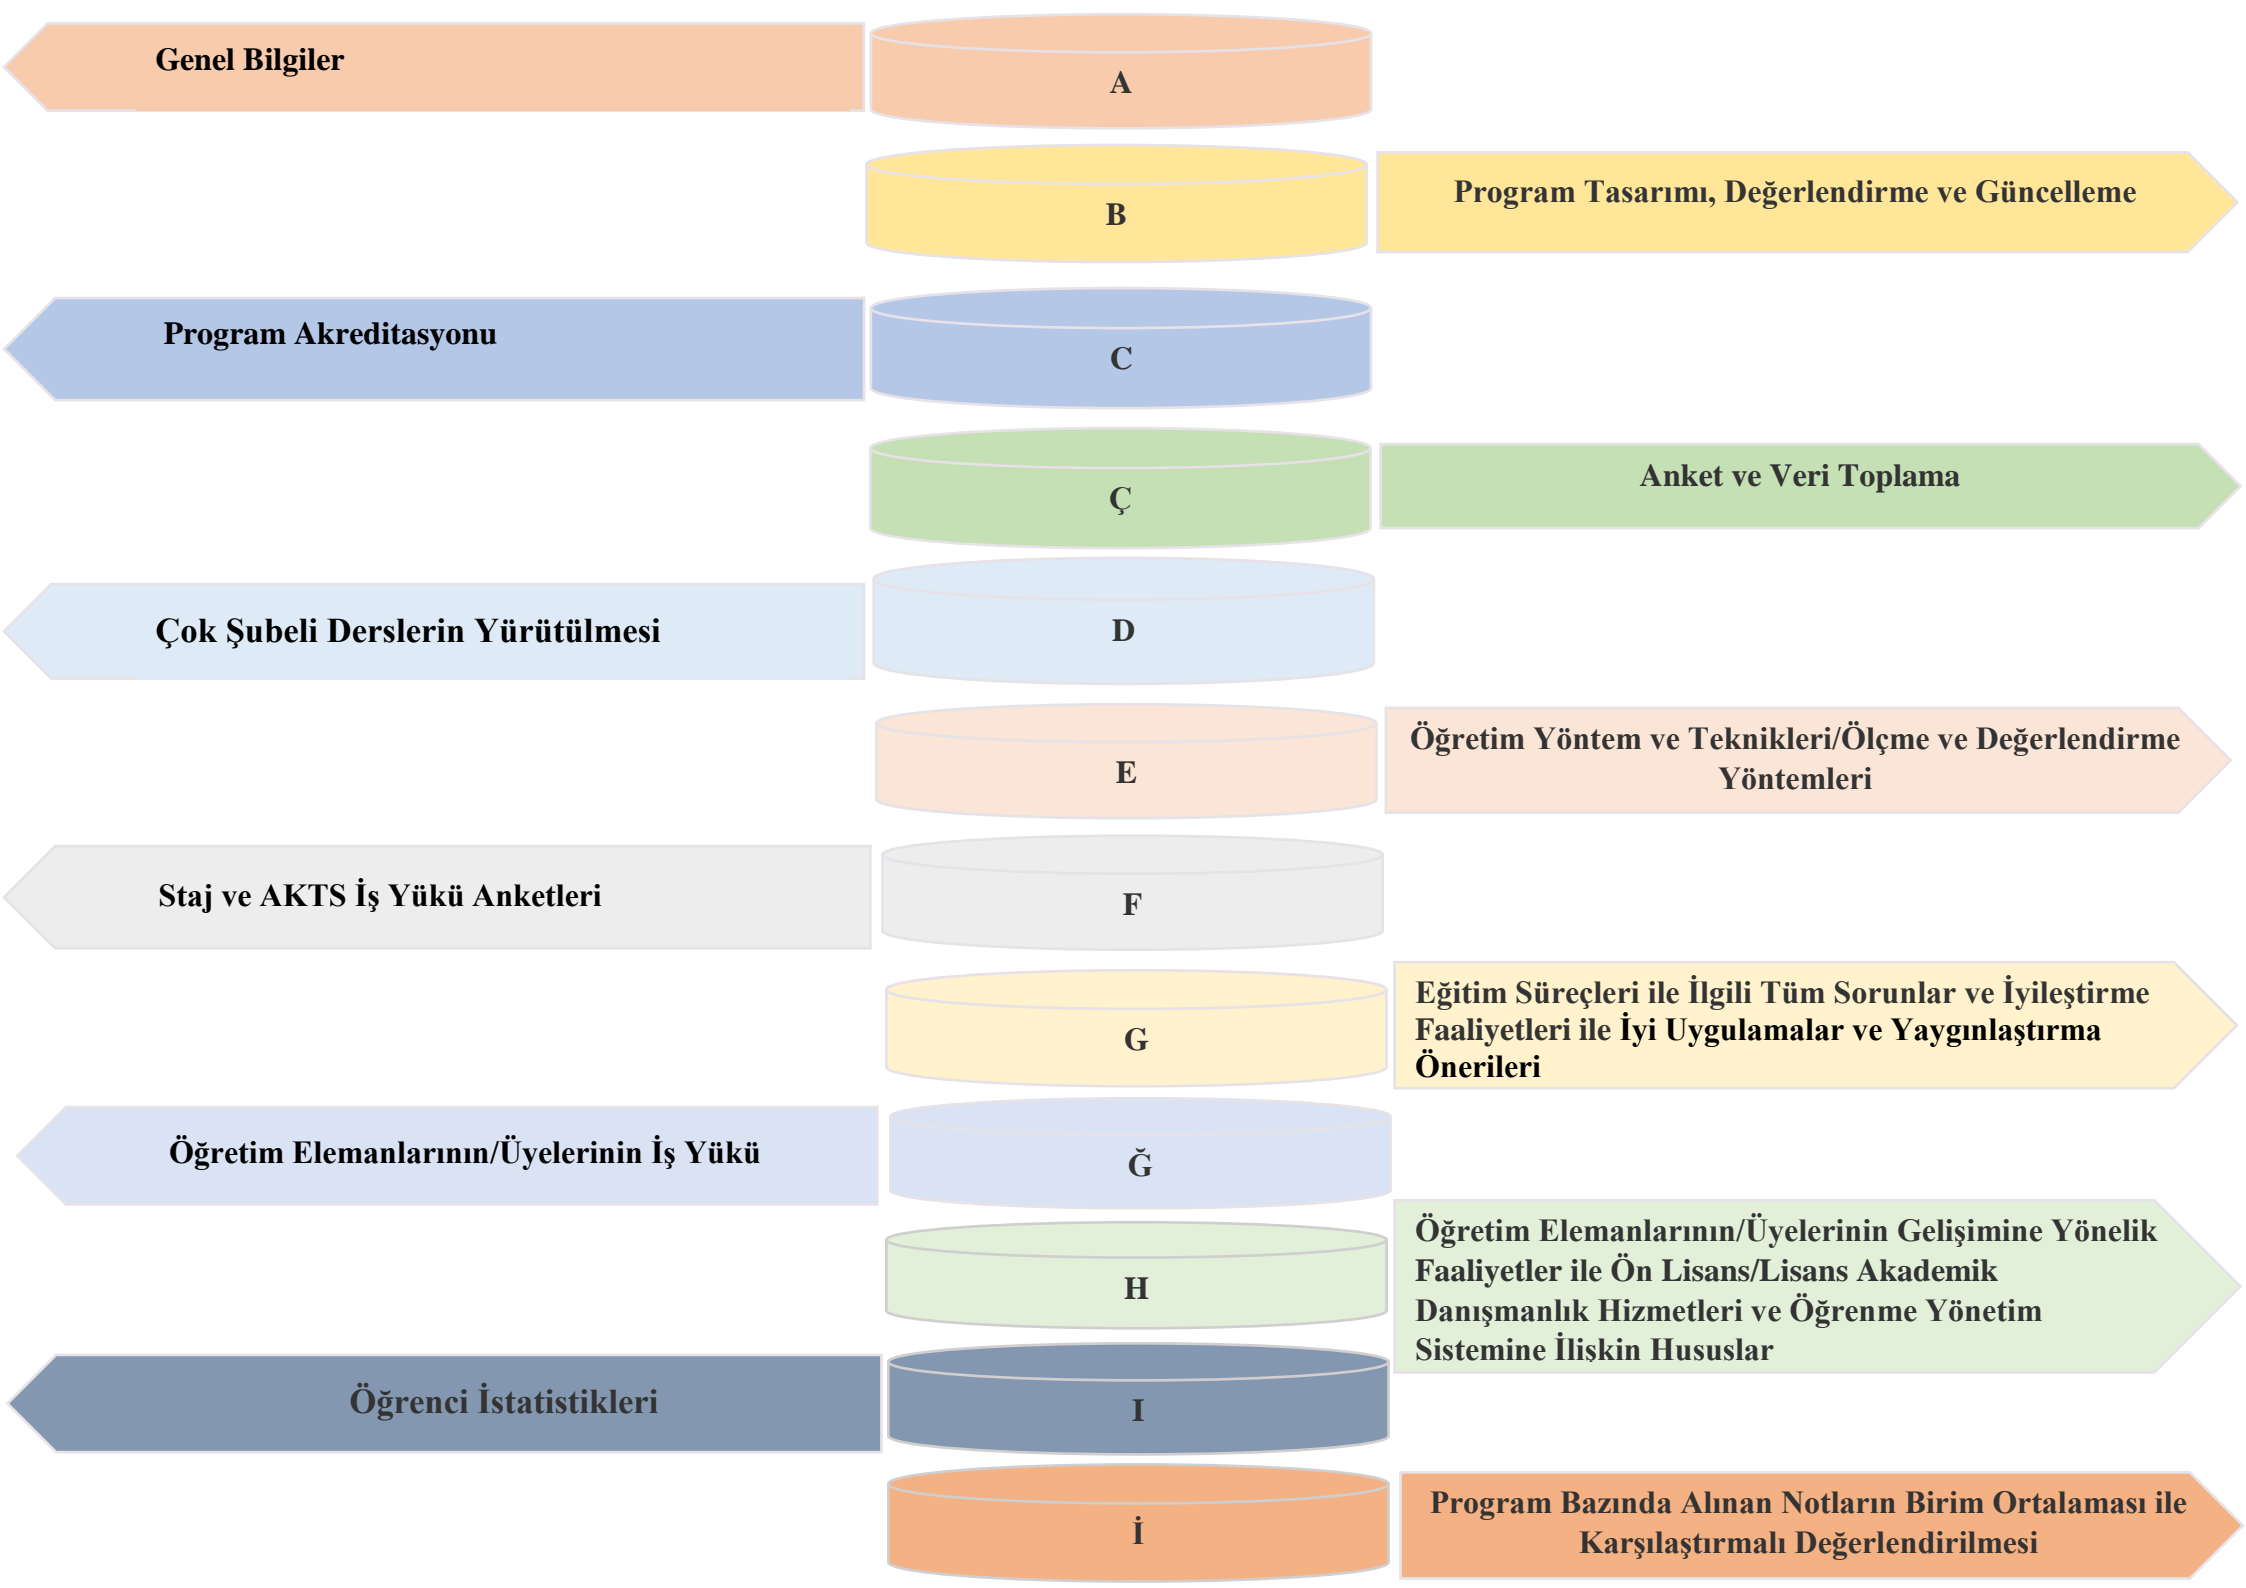 Genel Bilgiler
A
B
Program Tasarımı, Değerlendirme ve Güncelleme
Program Akreditasyonu
C
Ç
Anket ve Veri Toplama
Çok Şubeli Derslerin Yürütülmesi
D
E
Öğretim Yöntem ve Teknikleri/Ölçme ve Değerlendirme
Yöntemleri
Staj ve AKTS İş Yükü Anketleri
F
G
Eğitim Süreçleri ile İlgili Tüm Sorunlar ve İyileştirme
Faaliyetleri ile İyi Uygulamalar ve Yaygınlaştırma
Önerileri
Öğretim Elemanlarının/Üyelerinin İş Yükü
Ğ
H
Öğretim Elemanlarının/Üyelerinin Gelişimine Yönelik
Faaliyetler ile Ön Lisans/Lisans Akademik
Danışmanlık Hizmetleri ve Öğrenme Yönetim
Sistemine İlişkin Hususlar
Öğrenci İstatistikleri
I
İ
Program Bazında Alınan Notların Birim Ortalaması ile
Karşılaştırmalı Değerlendirilmesi